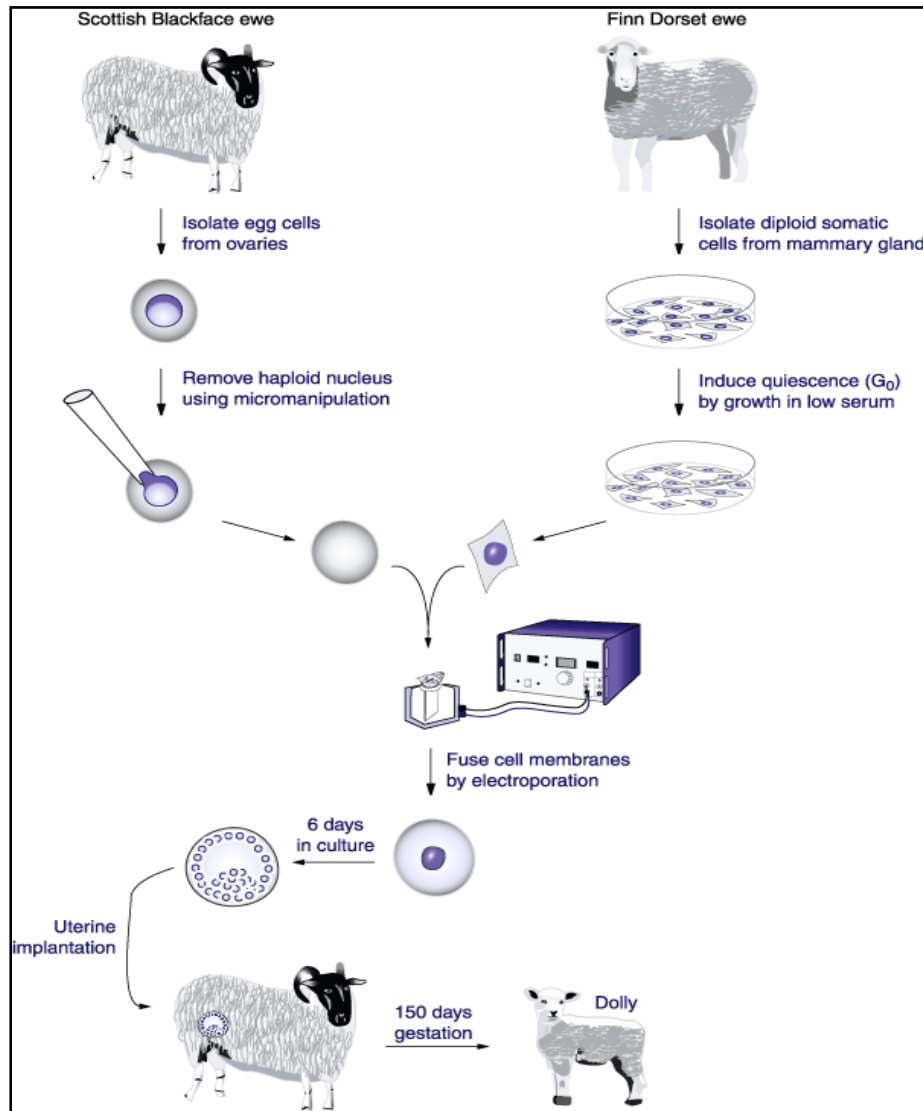 Scottish Blackface ewe
Finn Dorset ewe
Isolate egg cells
from ovaries
Isolate diploid somatic
cells from mammary gland
Remove haploid nucleus
using micromanipulation
Induce quiescence (G₀)
by growth in low serum
Fuse cell membranes
by electroporation
6 days
in culture
Uterine
implantation
150 days
gestation
Dolly